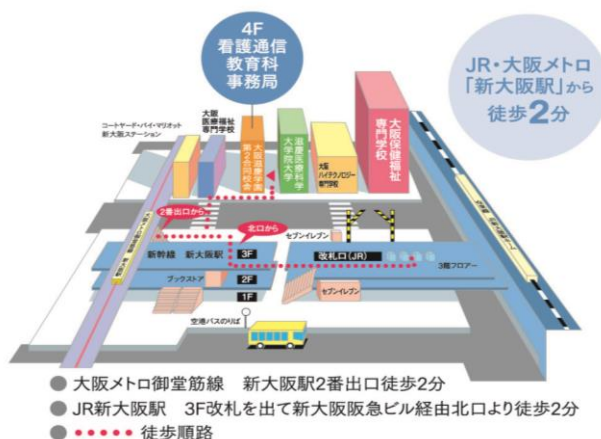 4F
看護通信
教育科
事務局
JR・大阪メトロ
「新大阪駅」から
徒歩2分
コートヤード・バイ・マリオット
新大阪ステーション
大阪
医療福祉
専門学校
大阪滋慶学園
第2合同校舎
滋慶医療科学
大学院大学
大阪
ハイテクノロジー
専門学校
大阪保健福祉
専門学校
2番出口から
北口から
セブンイレブン
新幹線 新大阪駅
3F
改札口(JR)
3階フロアー
ブックストア
2F
1F
セブンイレブン
空港バスのりば
●大阪メトロ御堂筋線 新大阪駅2番出口徒歩2分
●JR新大阪駅 3F改札を出て新大阪阪急ビル経由北口より徒歩2分
●•••••徒歩順路